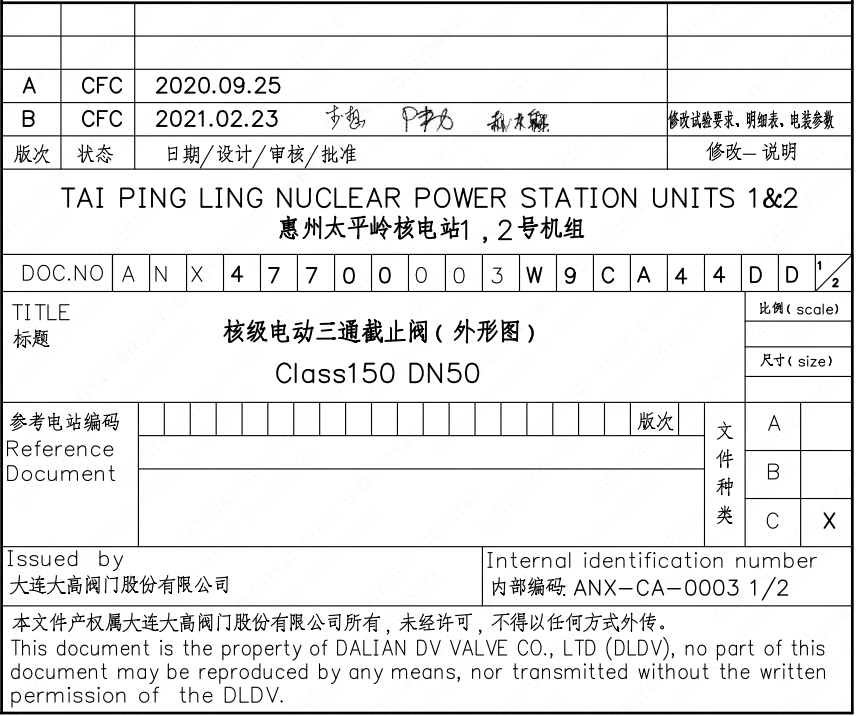 A CFC 2020.09.25
B CFC 2021.02.23 修改试验要求、明细表、电装参数
版次 状态 日期/设计/审核/批准 修改—说明
TAI PING LING NUCLEAR POWER STATION UNITS 1&2
惠州太平岭核电站1,2号机组
DOC.NO A N X 4 7 7 0 0 0 0 3 W 9 C A 4 4 D D 1/2
TITLE
标题
核级电动三通截止阀(外形图)
Class150 DN50
比例(scale)
尺寸(size)
参考电站编码
Reference
Document
版次
文件种类
A
B
C X
Issued by
大连大高阀门股份有限公司
Internal identification number
内部编码: ANX-CA-0003 1/2
本文件产权属大连大高阀门股份有限公司所有,未经许可,不得以任何方式外传。
This document is the property of DALIAN DV VALVE CO., LTD (DLDV), no part of this
document may be reproduced by any means, nor transmitted without the written
permission of the DLDV.